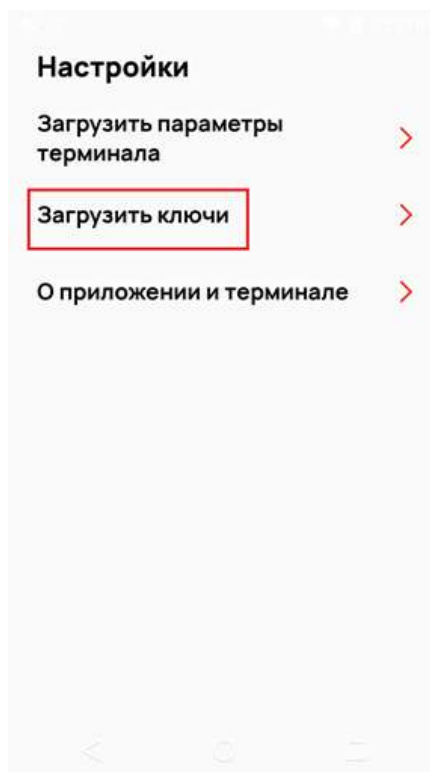 Настройки
Загрузить параметры
терминала
Загрузить ключи
О приложении и терминале